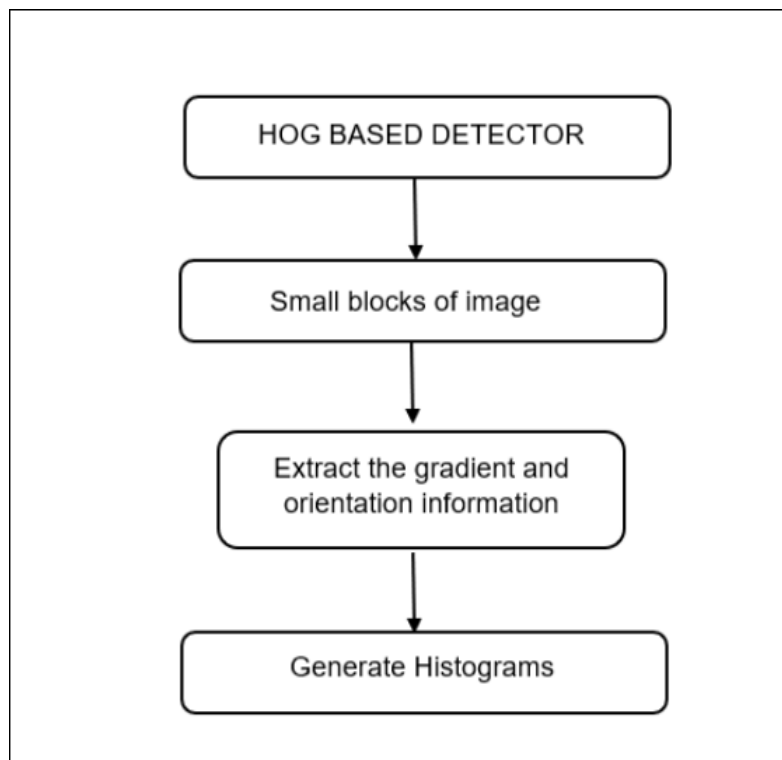 HOG BASED DETECTOR
Small blocks of image
Extract the gradient and
orientation information
Generate Histograms